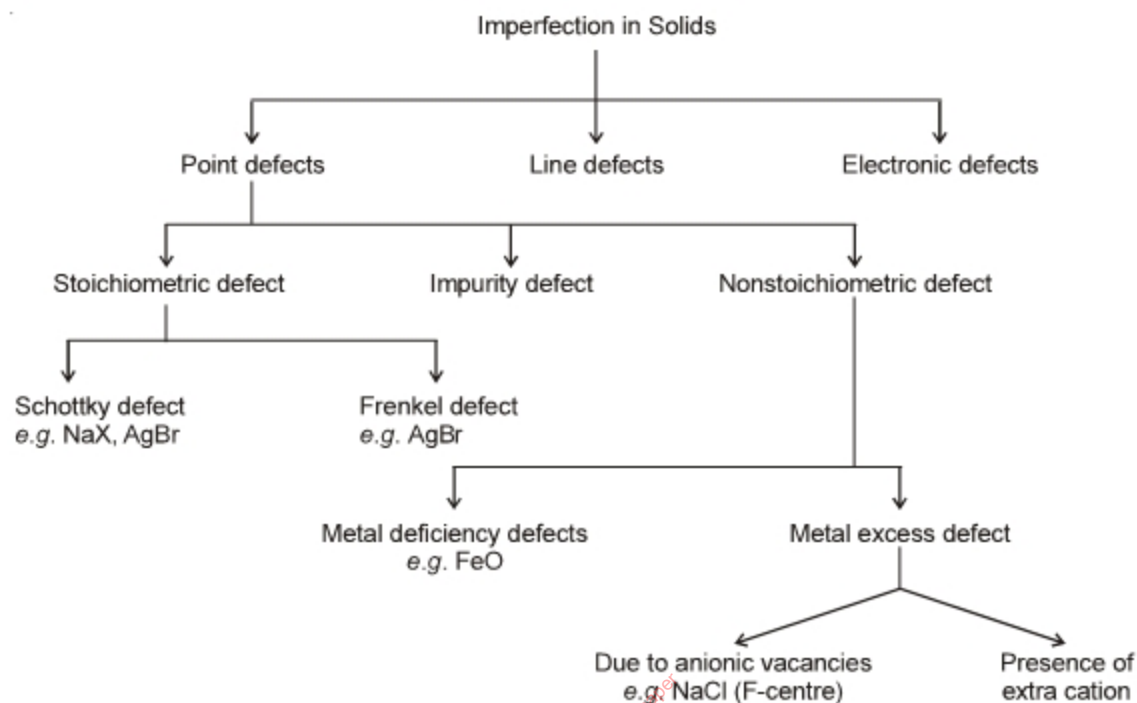 Imperfection in Solids
Point defects
Line defects
Electronic defects
Stoichiometric defect
Impurity defect
Nonstoichiometric defect
Schottky defect
e.g. NaX, AgBr
Frenkel defect
e.g. AgBr
Metal deficiency defects
e.g. FeO
Metal excess defect
Due to anionic vacancies
e.g. NaCl (F-centre)
Presence of
extra cation